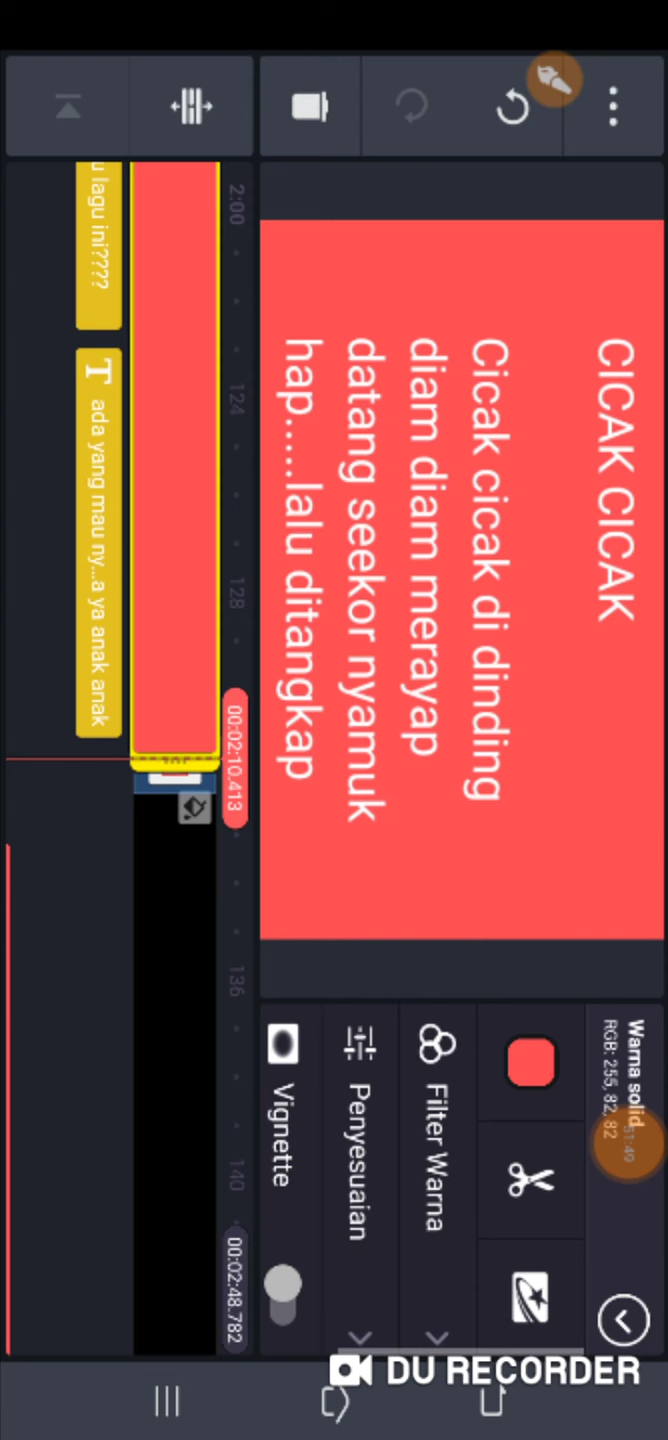 CICAK CICAK
Cicak cicak di dinding
diam diam merayap
datang seekor nyamuk
hap.....lalu ditangkap
Warna solid
RGB: 255, 82, 82
51:49
Filter Warna
Penyesuaian
Vignette
2:00
124
128
00:02:10.413
136
140
00:02:48.782
u lagu ini????
T ada yang mau ny...a ya anak anak
DU RECORDER